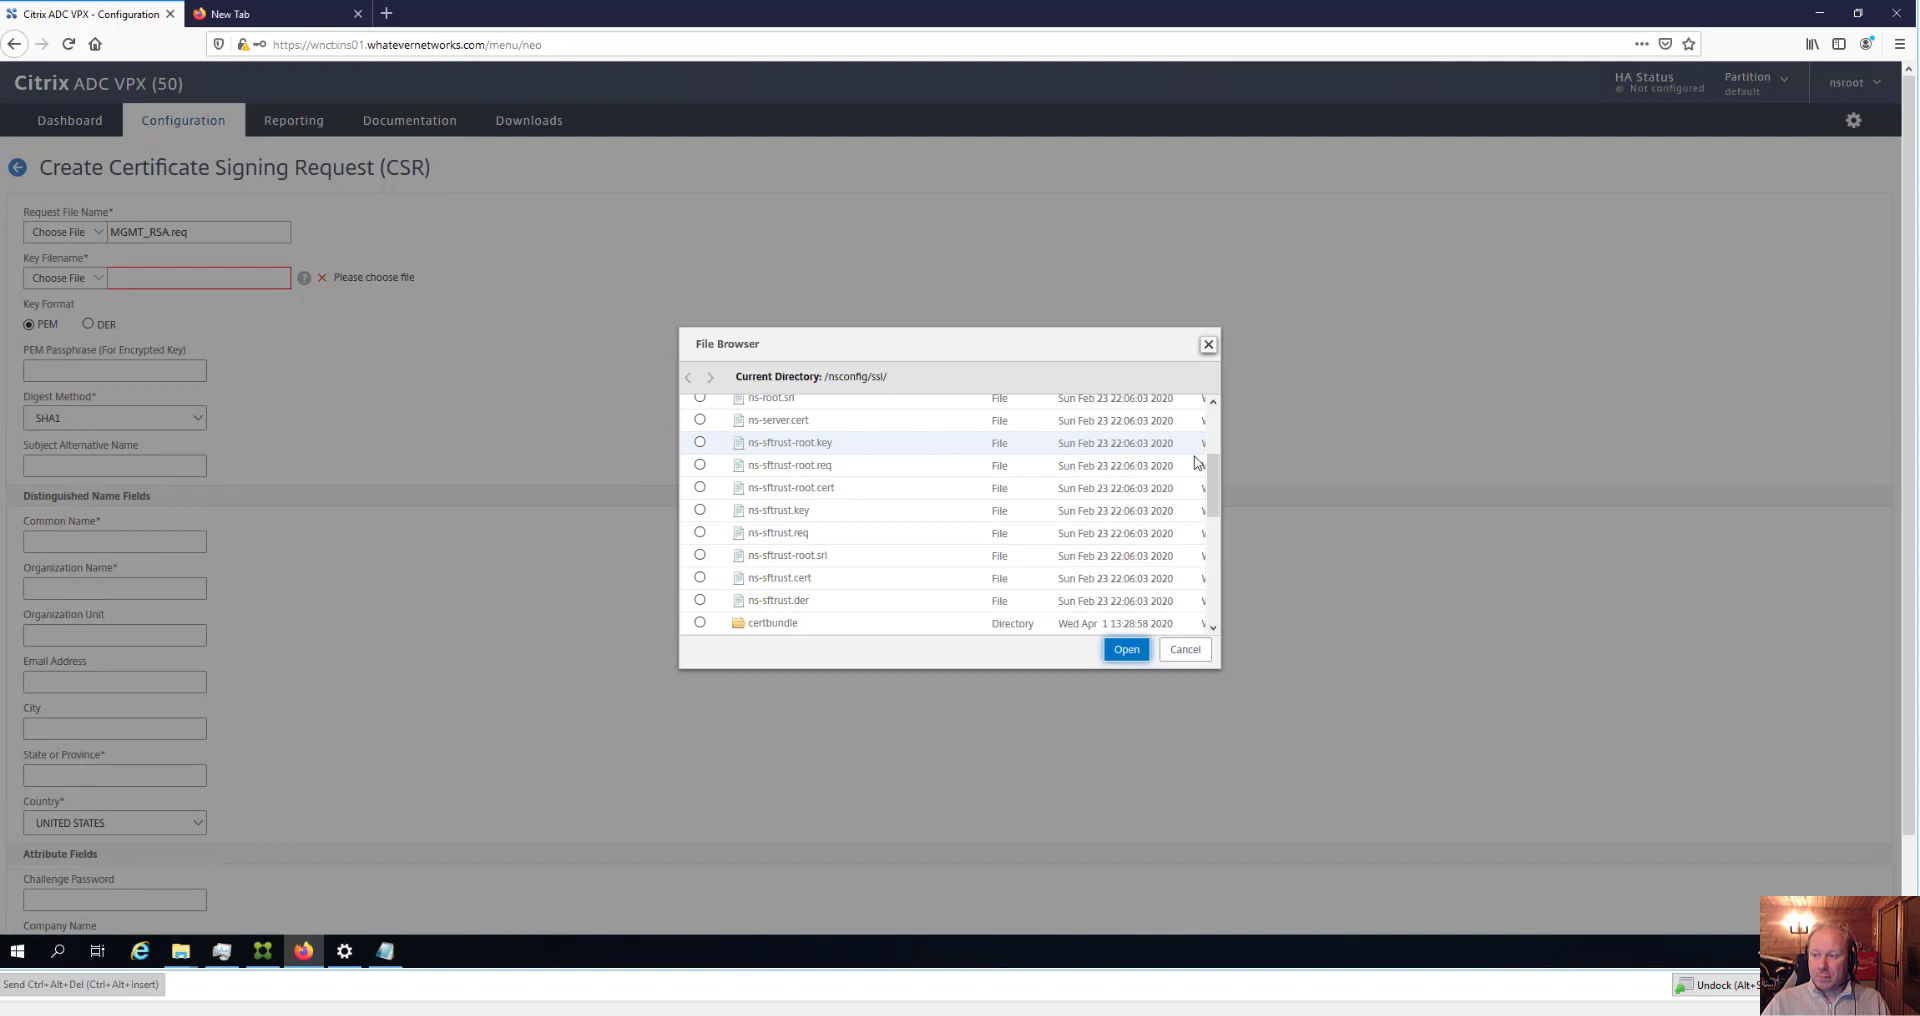 Citrix ADC VPX - Configuration
New Tab
https://wnctxns01.whatevernetworks.com/menu/neo
Citrix ADC VPX (50)
HA Status
Not configured
Partition
default
nsroot
Dashboard
Configuration
Reporting
Documentation
Downloads
Create Certificate Signing Request (CSR)
Request File Name*
Choose File
MGMT_RSA.req
Key Filename*
Choose File
Please choose file
Key Format
PEM
DER
PEM Passphrase (For Encrypted Key)
Digest Method*
SHA1
Subject Alternative Name
Distinguished Name Fields
Common Name*
Organization Name*
Organization Unit
Email Address
City
State or Province*
Country*
UNITED STATES
Attribute Fields
Challenge Password
Company Name
File Browser
Current Directory: /nsconfig/ssl/
ns-root.srl File Sun Feb 23 22:06:03 2020
ns-server.cert File Sun Feb 23 22:06:03 2020
ns-sftrust-root.key File Sun Feb 23 22:06:03 2020
ns-sftrust-root.req File Sun Feb 23 22:06:03 2020
ns-sftrust-root.cert File Sun Feb 23 22:06:03 2020
ns-sftrust.key File Sun Feb 23 22:06:03 2020
ns-sftrust.req File Sun Feb 23 22:06:03 2020
ns-sftrust-root.srl File Sun Feb 23 22:06:03 2020
ns-sftrust.cert File Sun Feb 23 22:06:03 2020
ns-sftrust.der File Sun Feb 23 22:06:03 2020
certbundle Directory Wed Apr 1 13:28:58 2020
Open
Cancel
Send Ctrl+Alt+Del (Ctrl+Alt+Insert)
Undock (Alt+S